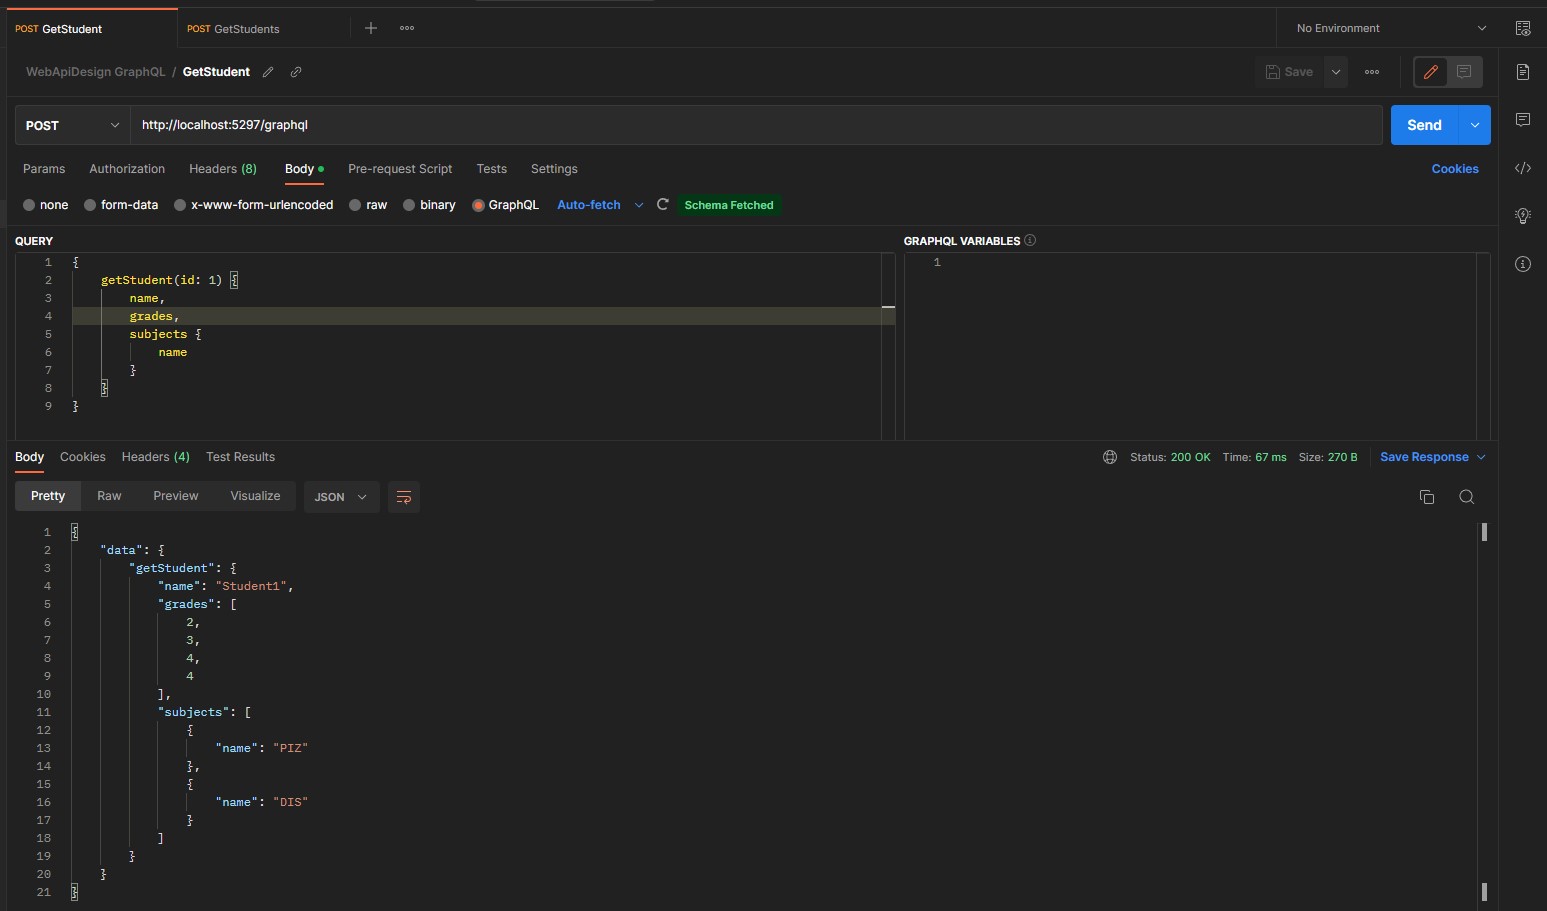 POST GetStudent POST GetStudents No Environment
WebApiDesign GraphQL / GetStudent Save
POST http://localhost:5297/graphql Send
Params Authorization Headers (8) Body Pre-request Script Tests Settings Cookies
none form-data x-www-form-urlencoded raw binary GraphQL Auto-fetch Schema Fetched
QUERY GRAPHQL VARIABLES
1 { 1
2 getStudent(id: 1) {
3 name,
4 grades,
5 subjects {
6 name
7 }
8 }
9 }
Body Cookies Headers (4) Test Results Status: 200 OK Time: 67 ms Size: 270 B Save Response
Pretty Raw Preview Visualize JSON
1 {
2 "data": {
3 "getStudent": {
4 "name": "Student1",
5 "grades": [
6 2,
7 3,
8 4,
9 4
10 ],
11 "subjects": [
12 {
13 "name": "PIZ"
14 },
15 {
16 "name": "DIS"
17 }
18 ]
19 }
20 }
21 }